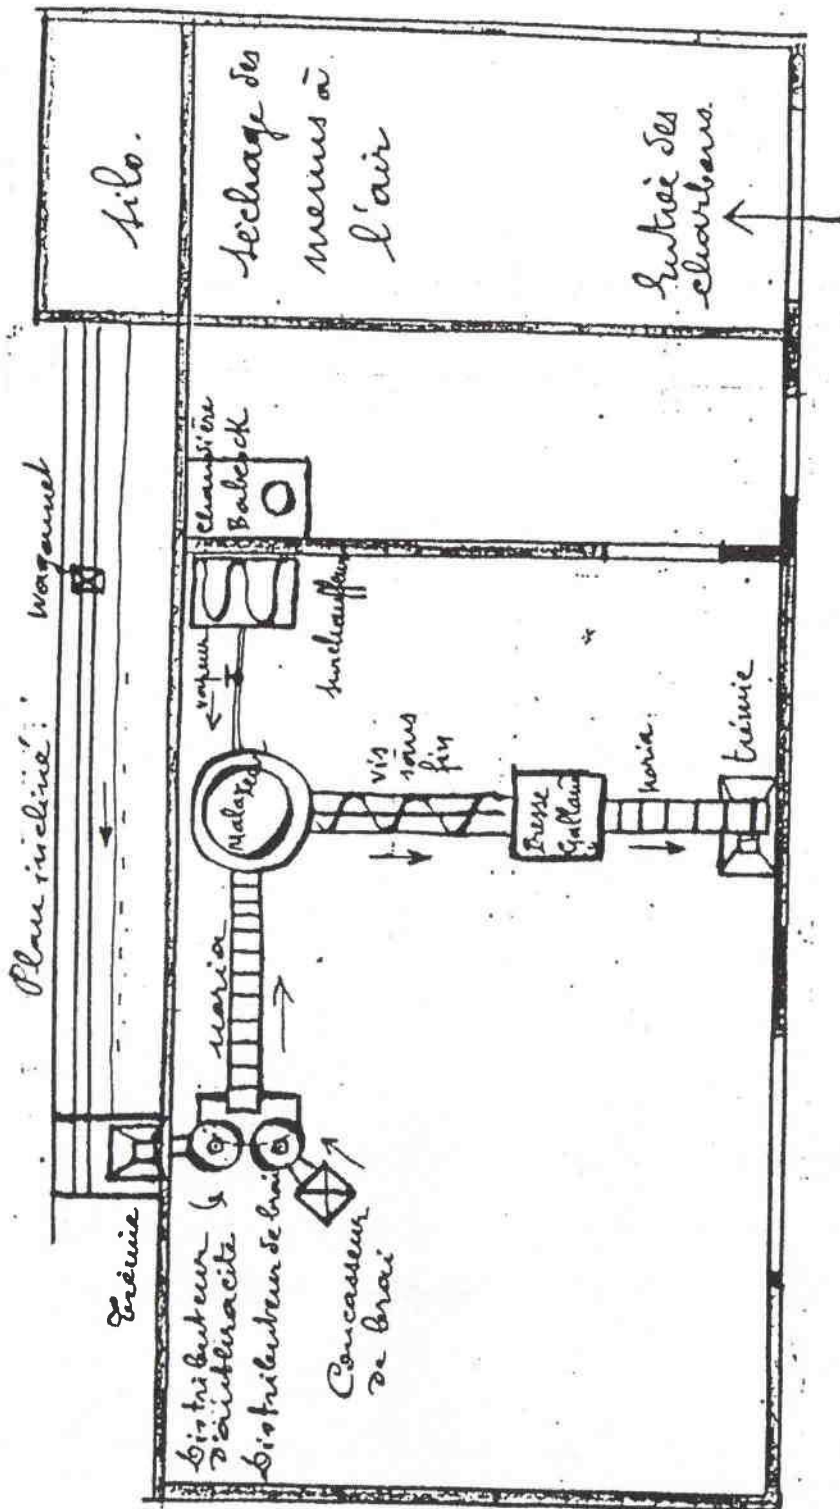 Plan incliné :
Wagonnet
silo.
séchage des
menus à
l'air
Entrée des
charbons
chaudière
Babcock
surchauffeur
vapeur
Malaxeur
vis
sans
fin
Presse
noria
trémie
noria
trémie
Distributeur
d'anthracite
Distributeur de brai
Concasseur
de brai